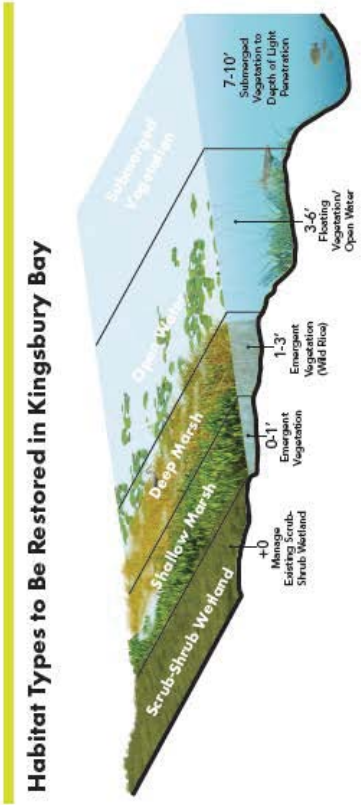 Habitat Types to Be Restored in Kingsbury Bay
Scrub-Shrub Wetland
Shallow Marsh
Deep Marsh
Open Water
Submerged
Vegetation
+0
Manage
Existing Scrub-
Shrub Wetland
0-1'
Emergent
Vegetation
1-3'
Emergent
Vegetation
(Wild Rice)
3-6'
Floating
Vegetation/
Open Water
7-10'
Submerged
Vegetation to
Depth of Light
Penetration